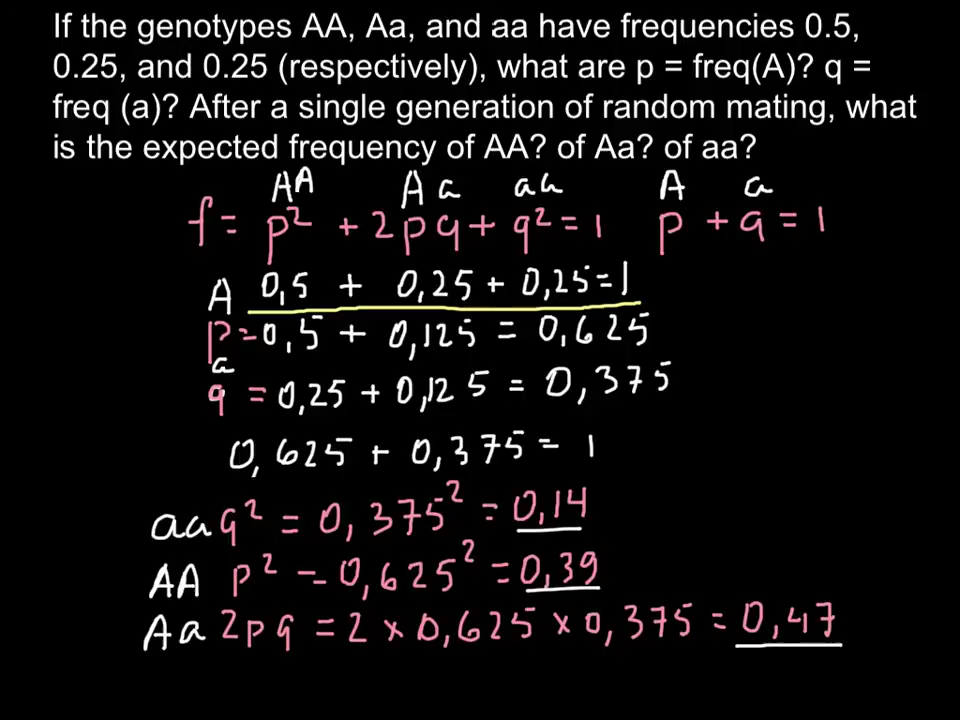 If the genotypes AA, Aa, and aa have frequencies 0.5,
0.25, and 0.25 (respectively), what are p = freq(A)? q =
freq (a)? After a single generation of random mating, what
is the expected frequency of AA? of Aa? of aa?
AA Aa aa A a
f= p² + 2pq + q² = 1 p + q = 1
A 0,5 + 0,25 + 0,25 = 1
p = 0,5 + 0,125 = 0,625
a
q = 0,25 + 0,125 = 0,375
0,625 + 0,375 = 1
aa q² = 0,375² = 0,14
AA p² – 0,625² = 0,39
Aa 2pq = 2 × 0,625 × 0,375 = 0,47